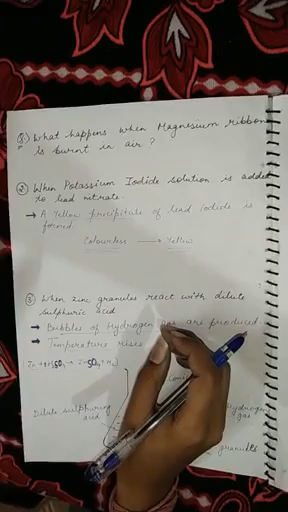 ① What happens when Magnesium ribbon
is burnt in air ?
② When Potassium Iodide solution is added
to lead nitrate
→ A Yellow precipitate of lead iodide is
formed.
Colourless → Yellow
③ When zinc granules react with dilute
sulphuric acid
→ Bubbles of Hydrogen gas are produced
→ Temperature rises
Dilute sulphuric
acid
Hydrogen
gas
granules